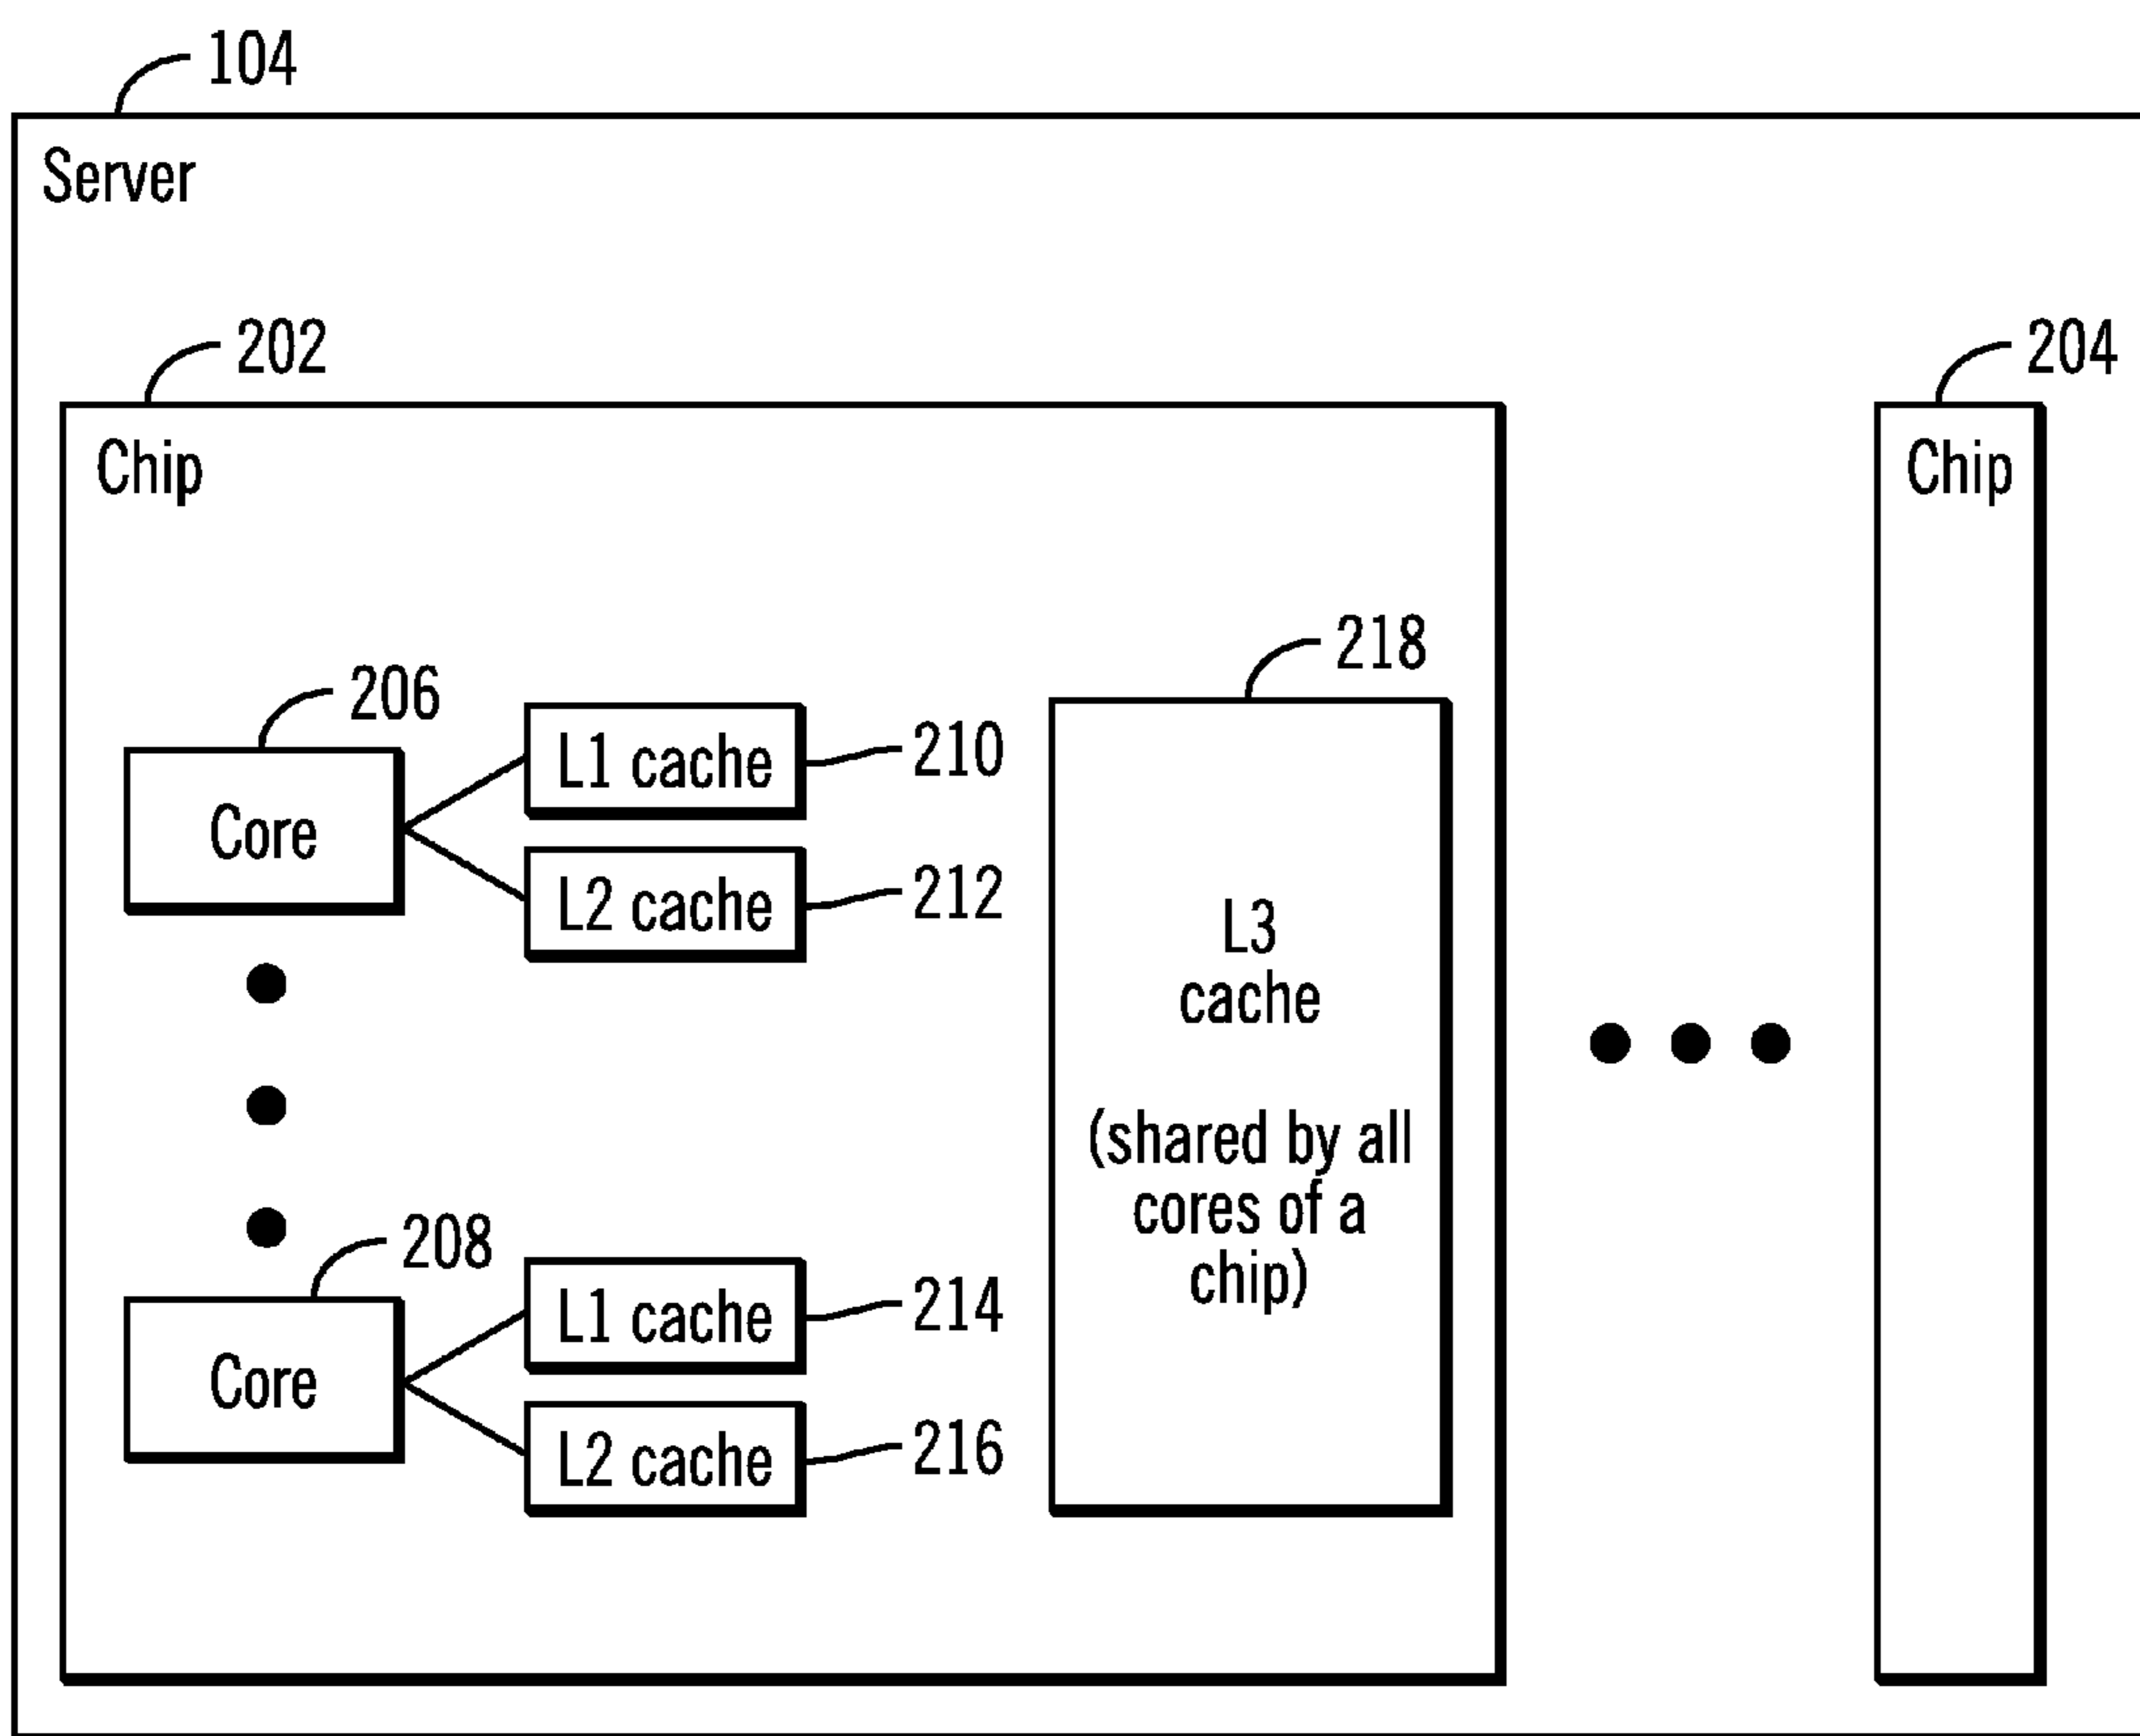 104
Server
202
204
Chip
Chip
218
206
L1 cache
210
Core
L2 cache
212
L3
cache
(shared by all
cores of a
chip)
208
L1 cache
214
Core
L2 cache
216